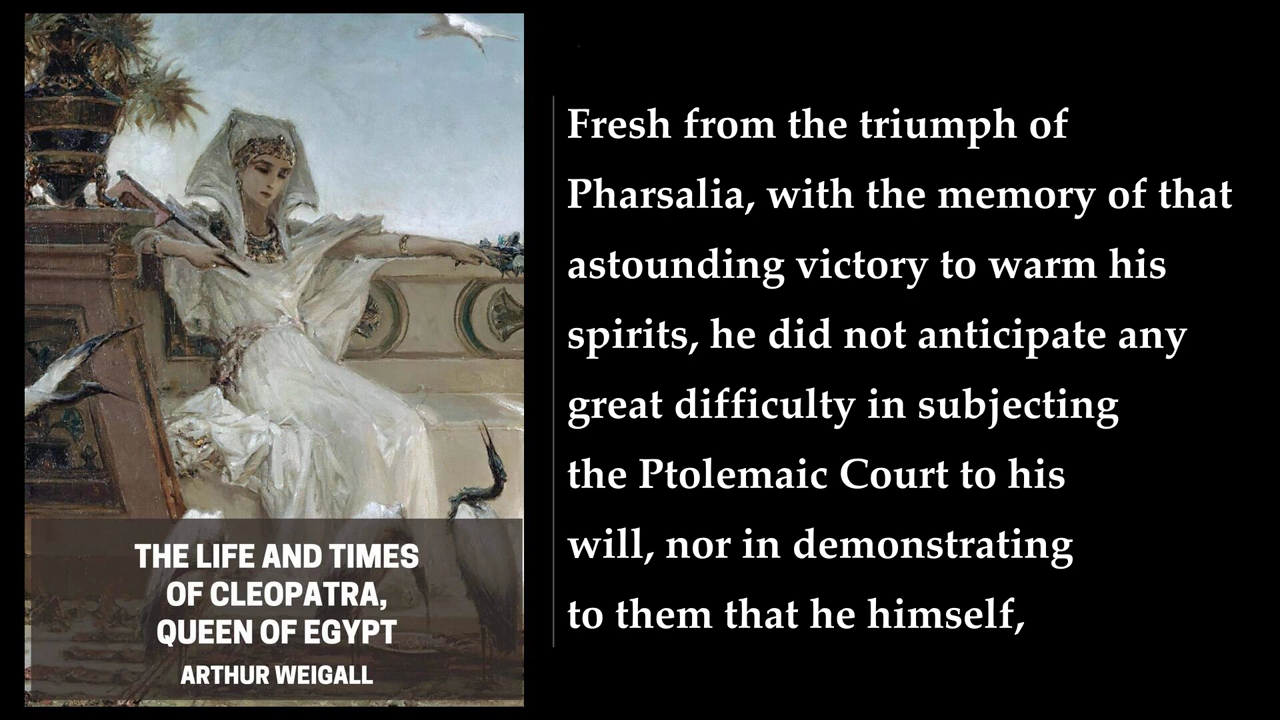 THE LIFE AND TIMES
OF CLEOPATRA,
QUEEN OF EGYPT
ARTHUR WEIGALL
Fresh from the triumph of
Pharsalia, with the memory of that
astounding victory to warm his
spirits, he did not anticipate any
great difficulty in subjecting
the Ptolemaic Court to his
will, nor in demonstrating
to them that he himself,